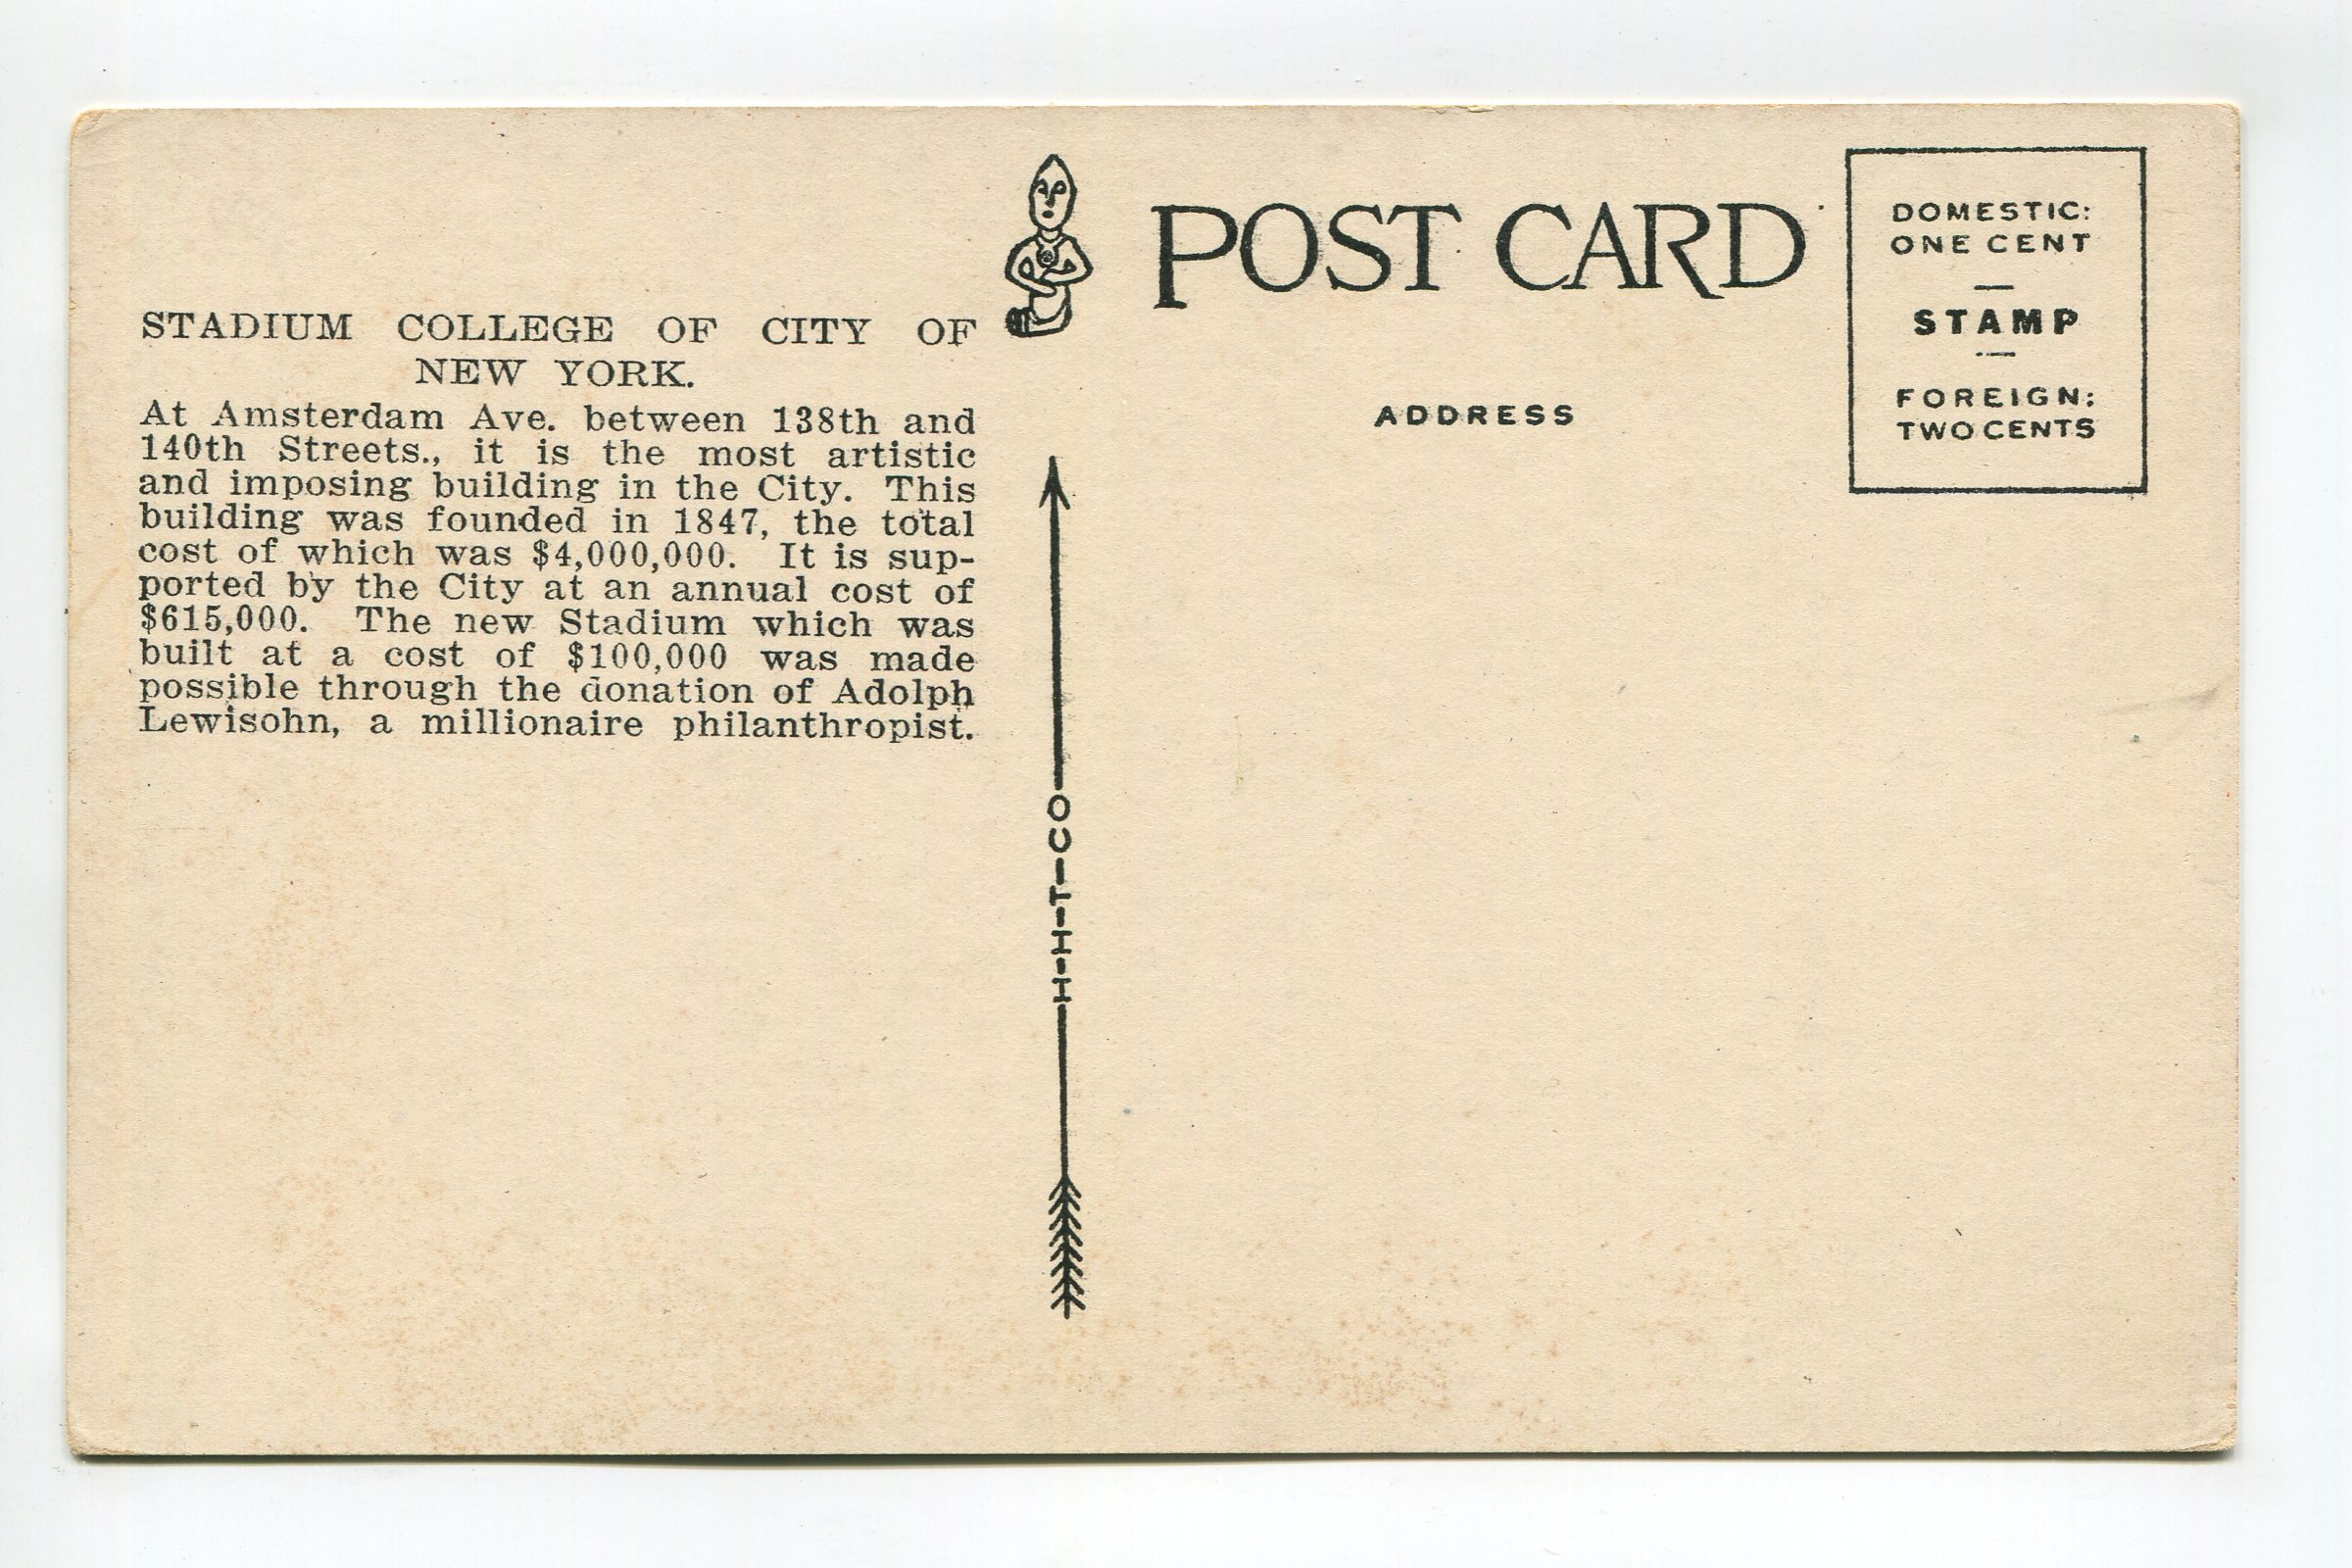 STADIUM COLLEGE OF CITY OF
NEW YORK.
At Amsterdam Ave. between 138th and
140th Streets., it is the most artistic
and imposing building in the City. This
building was founded in 1847, the total
cost of which was $4,000,000. It is sup-
ported by the City at an annual cost of
$615,000. The new Stadium which was
built at a cost of $100,000 was made
possible through the donation of Adolph
Lewisohn, a millionaire philanthropist.
H-H-T-CO
POST CARD
ADDRESS
DOMESTIC:
ONE CENT
STAMP
FOREIGN:
TWO CENTS